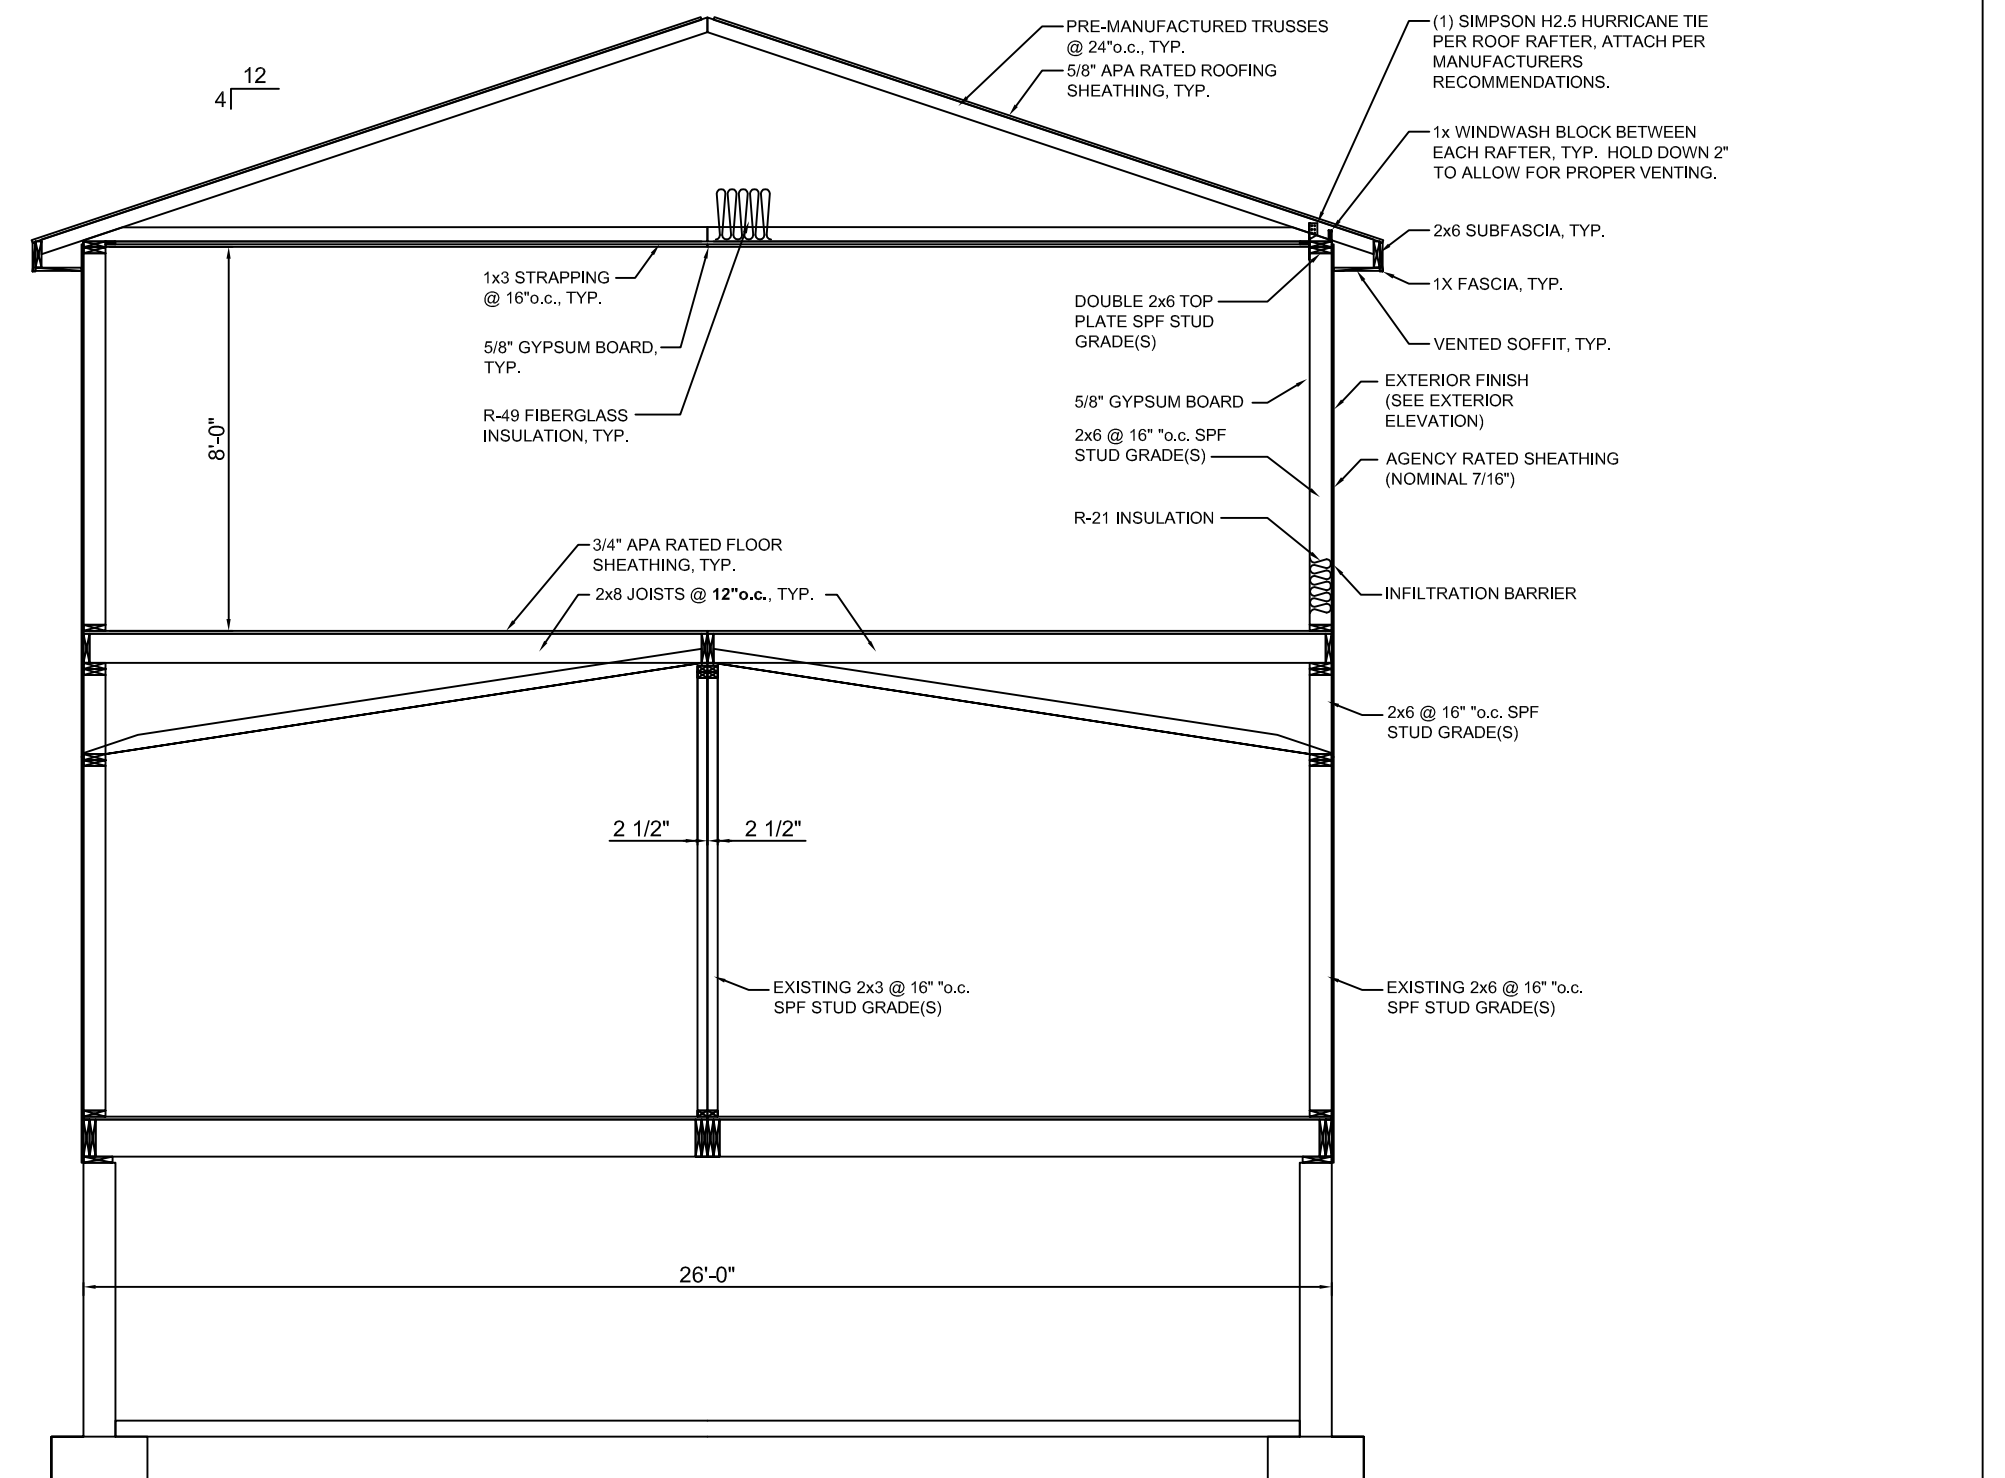 12
4
PRE-MANUFACTURED TRUSSES
@ 24"o.c., TYP.
5/8" APA RATED ROOFING
SHEATHING, TYP.
(1) SIMPSON H2.5 HURRICANE TIE
PER ROOF RAFTER, ATTACH PER
MANUFACTURERS
RECOMMENDATIONS.
1x WINDWASH BLOCK BETWEEN
EACH RAFTER, TYP.  HOLD DOWN 2"
TO ALLOW FOR PROPER VENTING.
2x6 SUBFASCIA, TYP.
1X FASCIA, TYP.
VENTED SOFFIT, TYP.
1x3 STRAPPING
@ 16"o.c., TYP.
5/8" GYPSUM BOARD,
TYP.
R-49 FIBERGLASS
INSULATION, TYP.
8'-0"
DOUBLE 2x6 TOP
PLATE SPF STUD
GRADE(S)
5/8" GYPSUM BOARD
2x6 @ 16" "o.c. SPF
STUD GRADE(S)
R-21 INSULATION
EXTERIOR FINISH
(SEE EXTERIOR
ELEVATION)
AGENCY RATED SHEATHING
(NOMINAL 7/16")
INFILTRATION BARRIER
3/4" APA RATED FLOOR
SHEATHING, TYP.
2x8 JOISTS @ 12"o.c., TYP.
2x6 @ 16" "o.c. SPF
STUD GRADE(S)
2 1/2"
2 1/2"
EXISTING 2x3 @ 16" "o.c.
SPF STUD GRADE(S)
EXISTING 2x6 @ 16" "o.c.
SPF STUD GRADE(S)
26'-0"